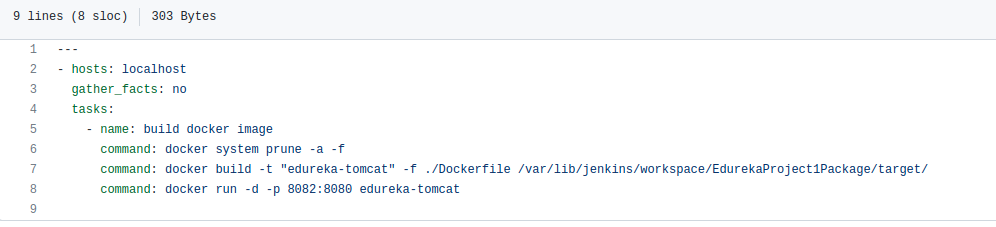 9 lines (8 sloc) 303 Bytes
1 ---
2 - hosts: localhost
3   gather_facts: no
4   tasks:
5     - name: build docker image
6       command: docker system prune -a -f
7       command: docker build -t "edureka-tomcat" -f ./Dockerfile /var/lib/jenkins/workspace/EdurekaProject1Package/target/
8       command: docker run -d -p 8082:8080 edureka-tomcat
9